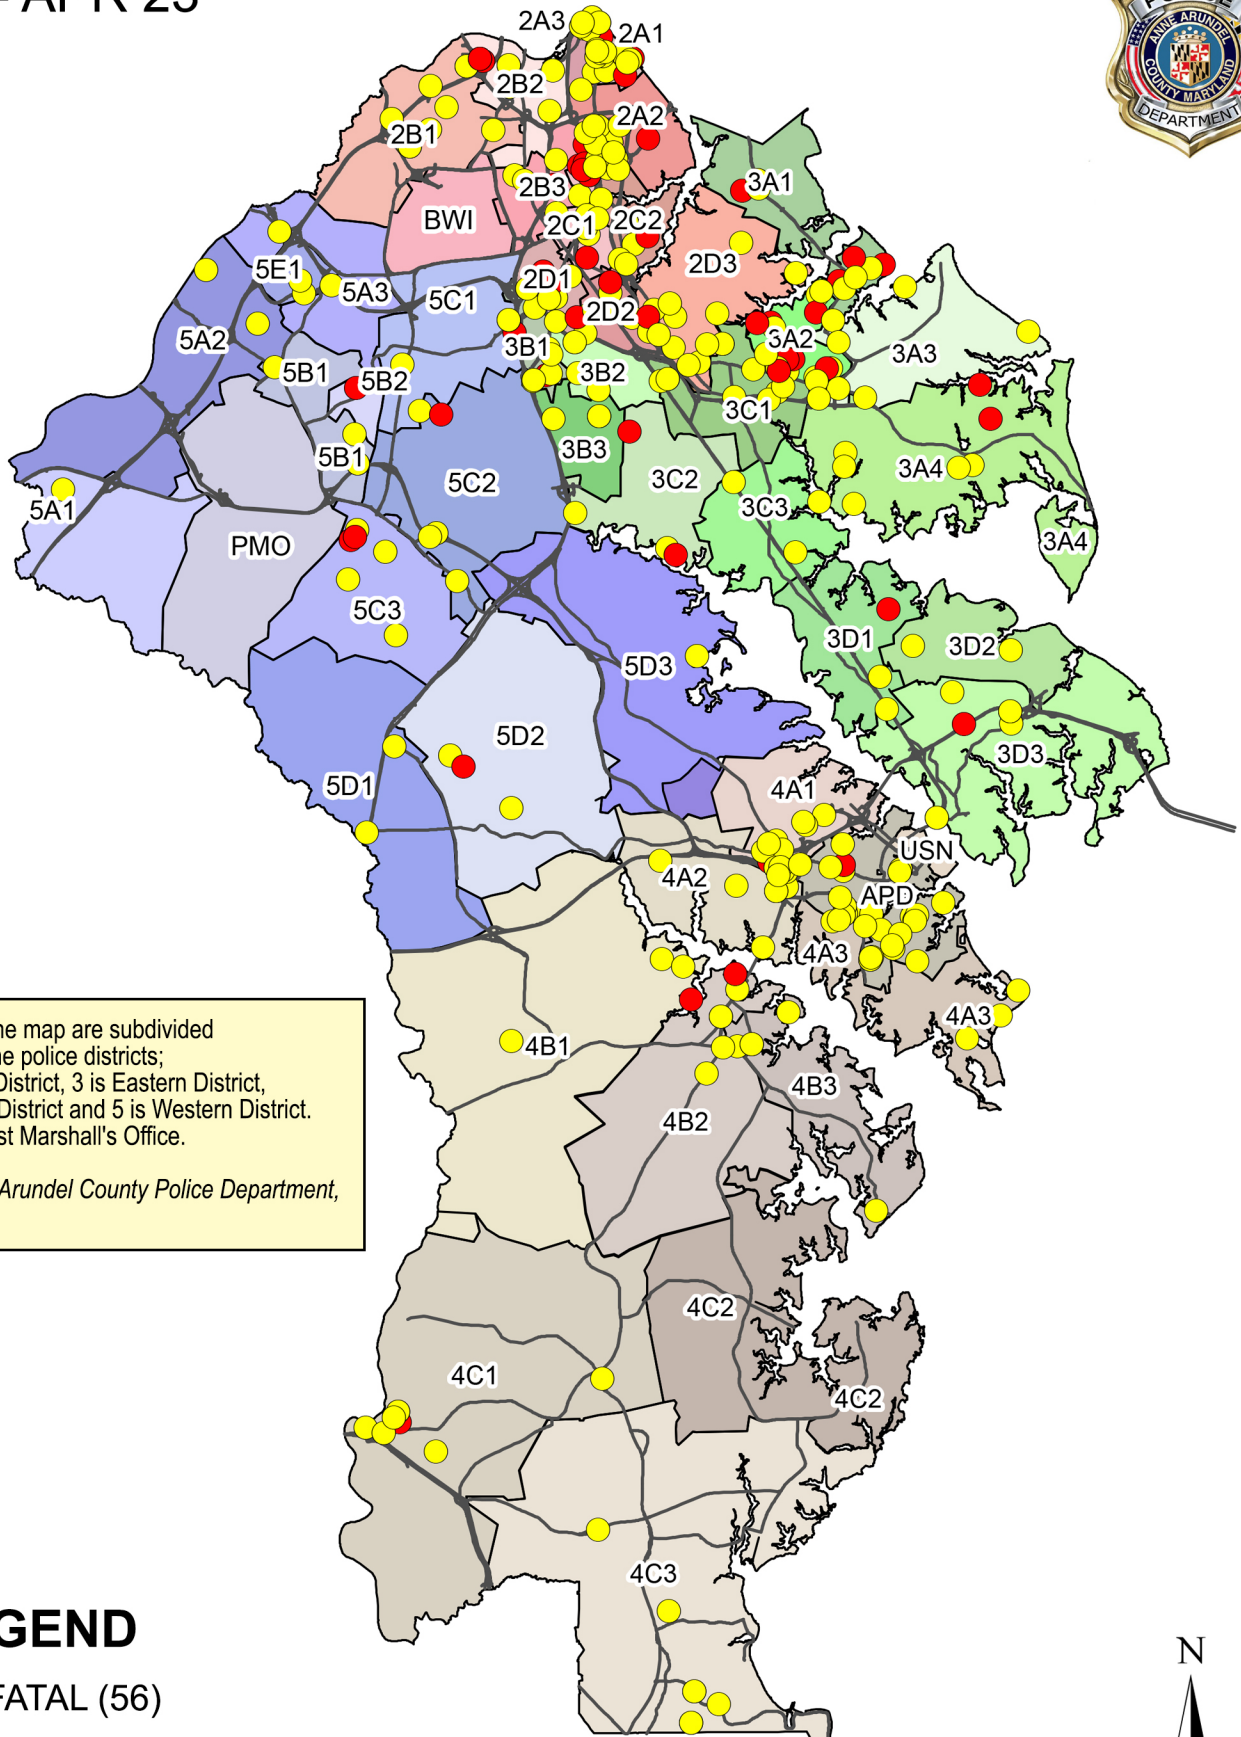 - APR 23
POLICE
ANNE ARUNDEL
COUNTY MARYLAND
DEPARTMENT
2A3
2A1
2B2
2A2
2B1
3A1
2B3
BWI
2C1
2C2
2D3
5E1
2D1
5A3
5C1
2D2
5A2
3A2
3B1
3A3
5B1
5B2
3B2
3C1
3B3
5B1
3A4
5C2
3C2
3C3
5A1
PMO
3A4
5C3
3D1
3D2
5D3
5D2
3D3
5D1
4A1
USN
4A2
APD
4A3
4A3
4B1
4B3
4B2
4C2
4C1
4C2
4C3
he map are subdivided
he police districts;
District, 3 is Eastern District,
District and 5 is Western District.
st Marshall's Office.
Arundel County Police Department,
GEND
FATAL (56)
N